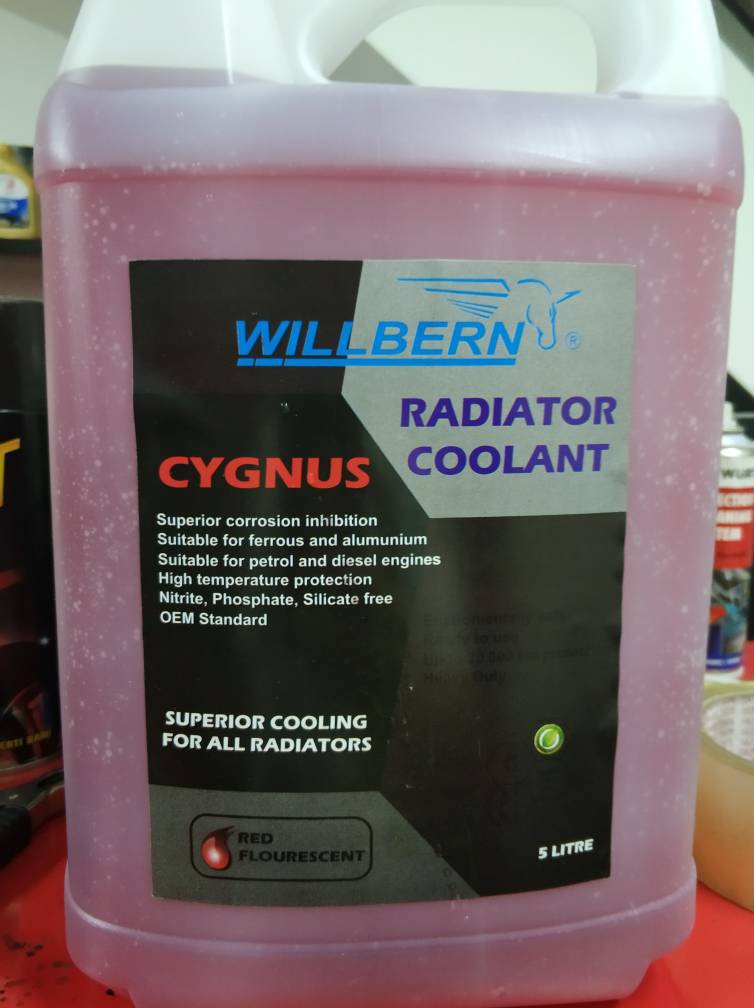 WILLBERN
®
RADIATOR
COOLANT
CYGNUS
Superior corrosion inhibition
Suitable for ferrous and alumunium
Suitable for petrol and diesel engines
High temperature protection
Nitrite, Phosphate, Silicate free
OEM Standard
Ready to use
Heavy Duty
SUPERIOR COOLING
FOR ALL RADIATORS
RED
FLOURESCENT
5 LITRE